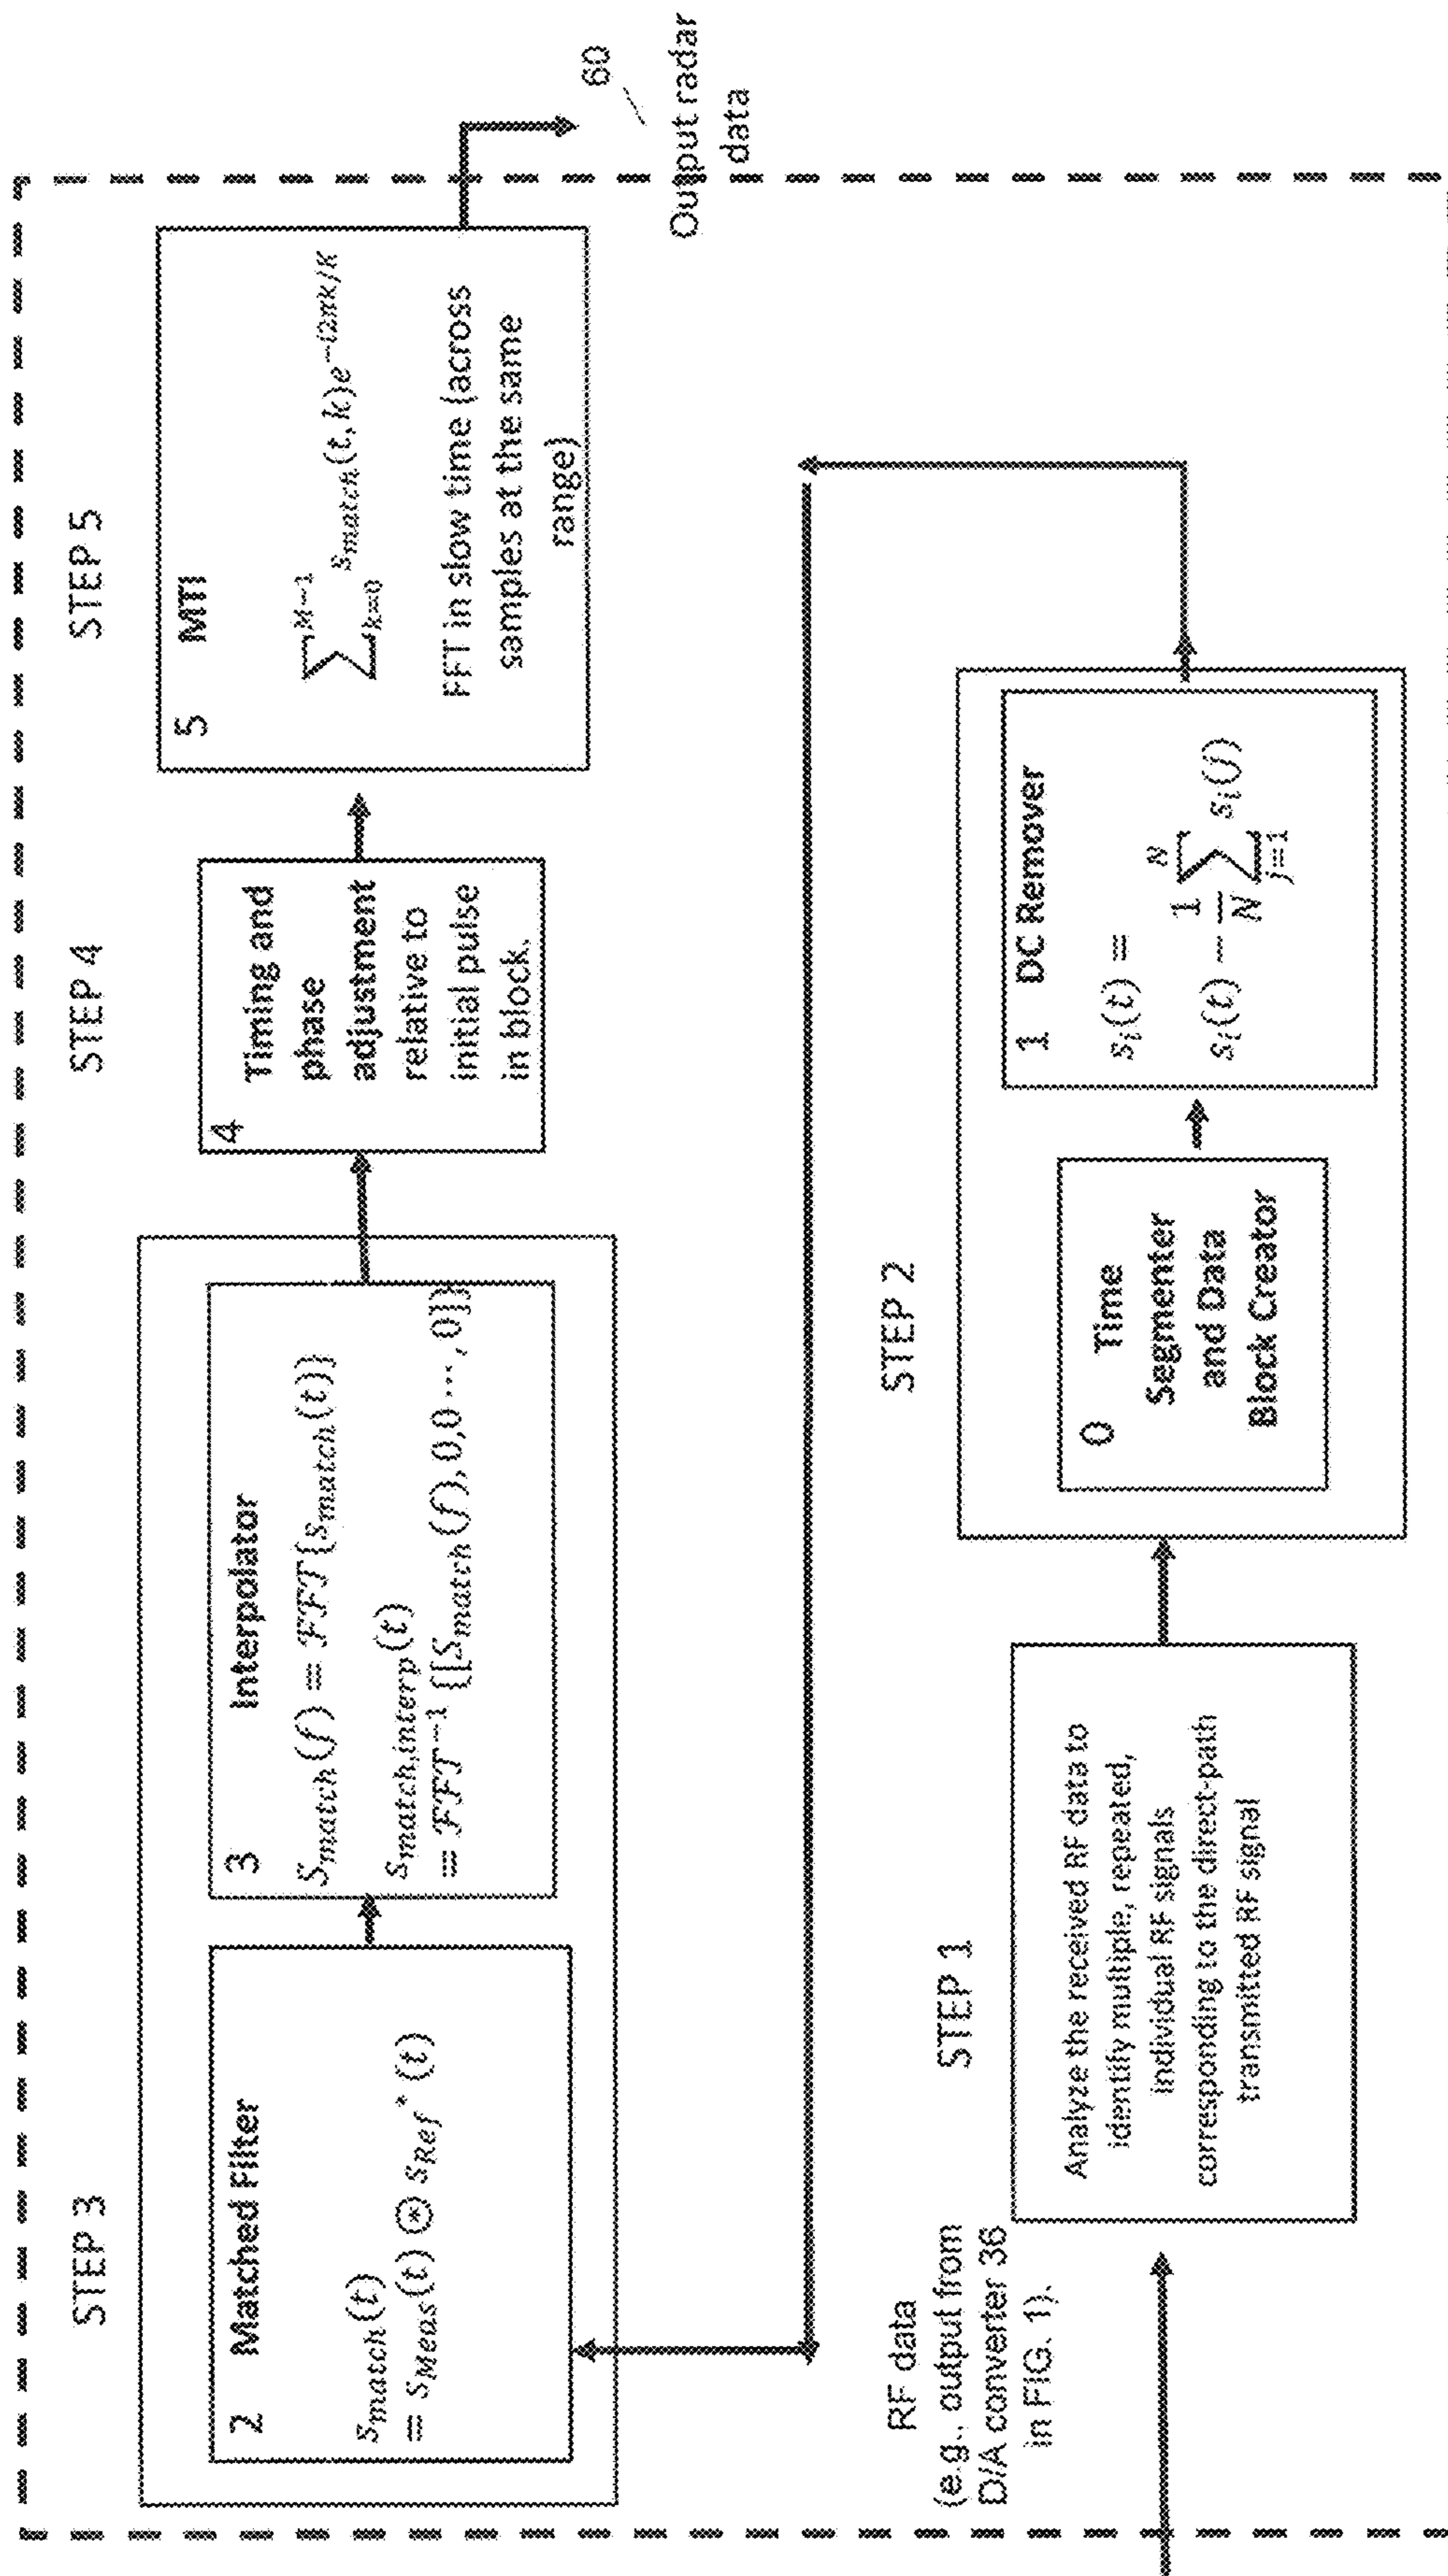 STEP 3
2 Matched Filter
s_match(t)
= s_Meas(t) ⊛ s_Ref*(t)
3 Interpolator
S_match(f) = FFT{s_match(t)}
s_match,interp(t)
= FFT⁻¹{[S_match(f),0,0⋯,0]}
STEP 4
4 Timing and
phase
adjustment
relative to
initial pulse
in block.
STEP 5
5 MTI
∑_{k=0}^{M−1} s_match(t, k)e^{−i2πk/K}
FFT in slow time (across
samples at the same
range)
60
Output radar
data
RF data
(e.g., output from
D/A converter 36
in FIG. 1).
STEP 1
Analyze the received RF data to
identify multiple, repeated,
individual RF signals
corresponding to the direct-path
transmitted RF signal
STEP 2
0 Time
Segmenter
and Data
Block Creator
1 DC Remover
s_i(t) =
s_i(t) − 1/N ∑_{j=1}^{N} s_i(j)